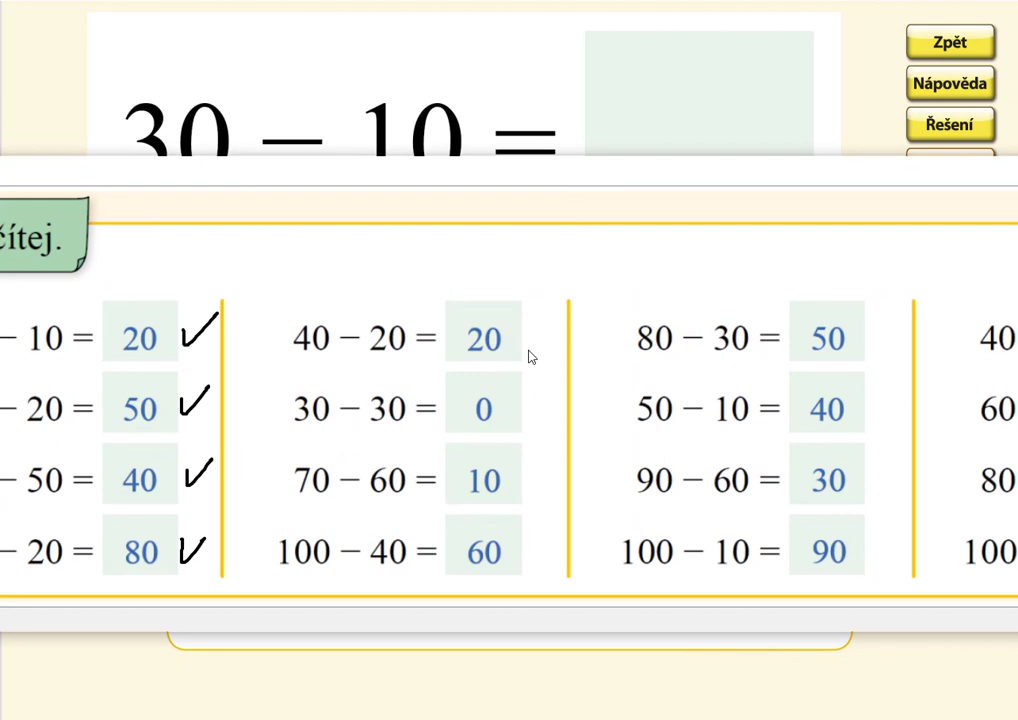 30 − 10 =
Zpět
Nápověda
Řešení
čítej.
− 10 = 20
− 20 = 50
− 50 = 40
− 20 = 80
40 − 20 = 20
30 − 30 = 0
70 − 60 = 10
100 − 40 = 60
80 − 30 = 50
50 − 10 = 40
90 − 60 = 30
100 − 10 = 90
40
60
80
100